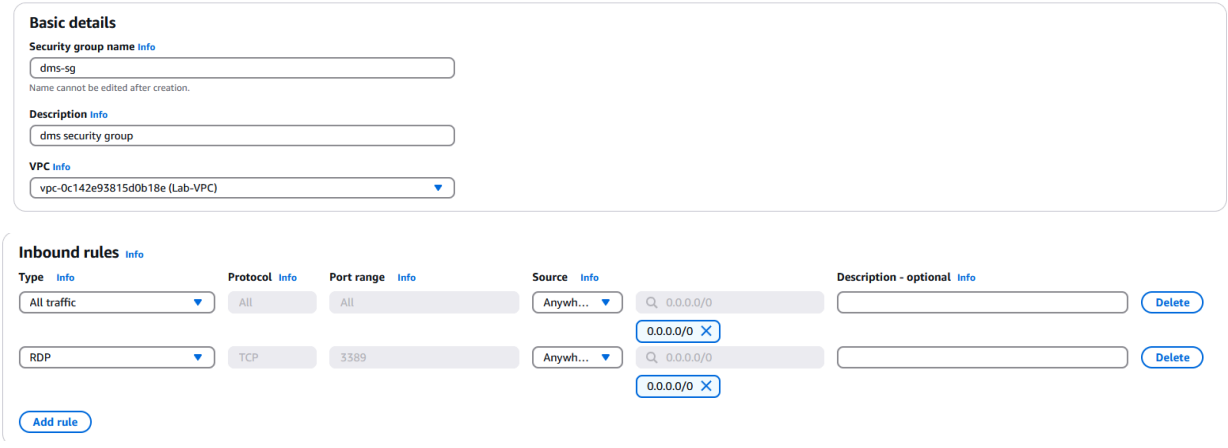 Basic details
Security group name Info
dms-sg
Name cannot be edited after creation.
Description Info
dms security group
VPC Info
vpc-0c142e93815d0b18e (Lab-VPC)
Inbound rules Info
Type Info Protocol Info Port range Info Source Info Description - optional Info
All traffic All All Anywh... 0.0.0.0/0 Delete
0.0.0.0/0
RDP TCP 3389 Anywh... 0.0.0.0/0 Delete
0.0.0.0/0
Add rule